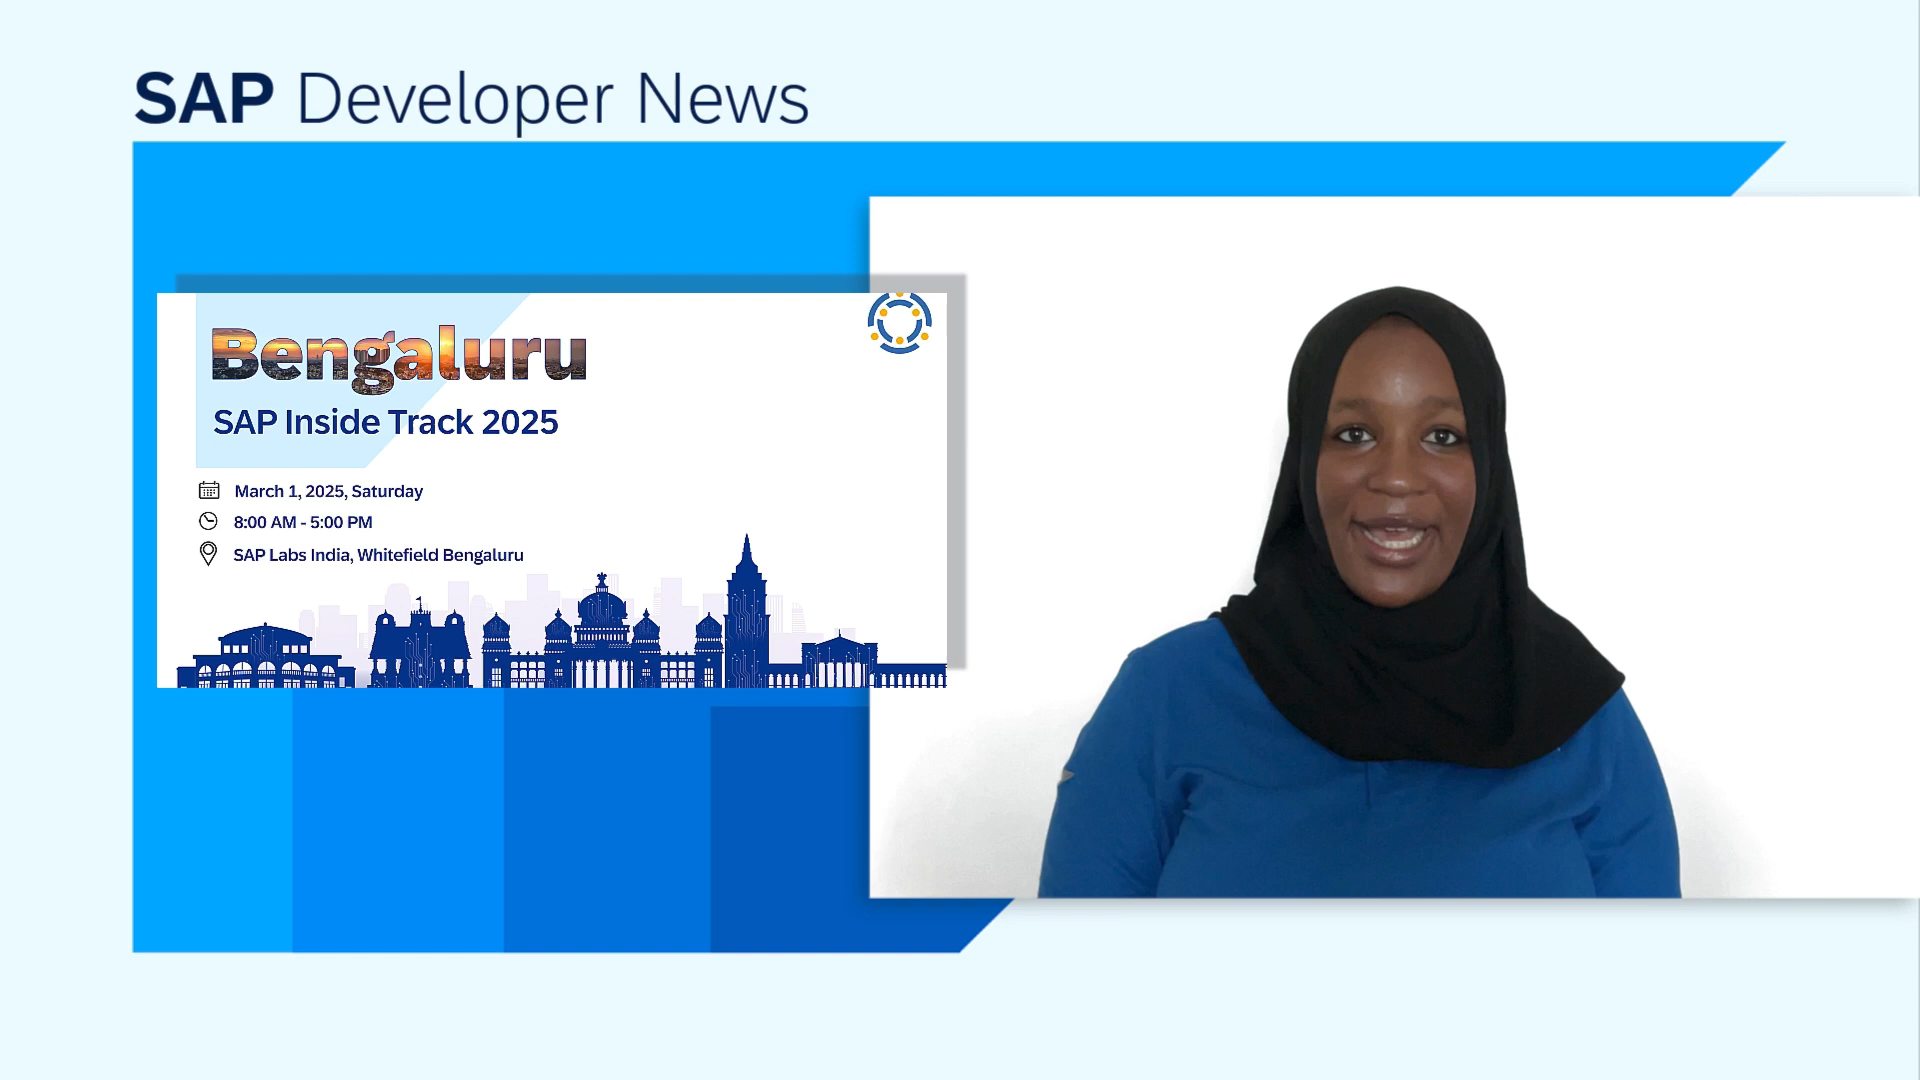 SAP Developer News
Bengaluru
SAP Inside Track 2025
March 1, 2025, Saturday
8:00 AM - 5:00 PM
SAP Labs India, Whitefield Bengaluru